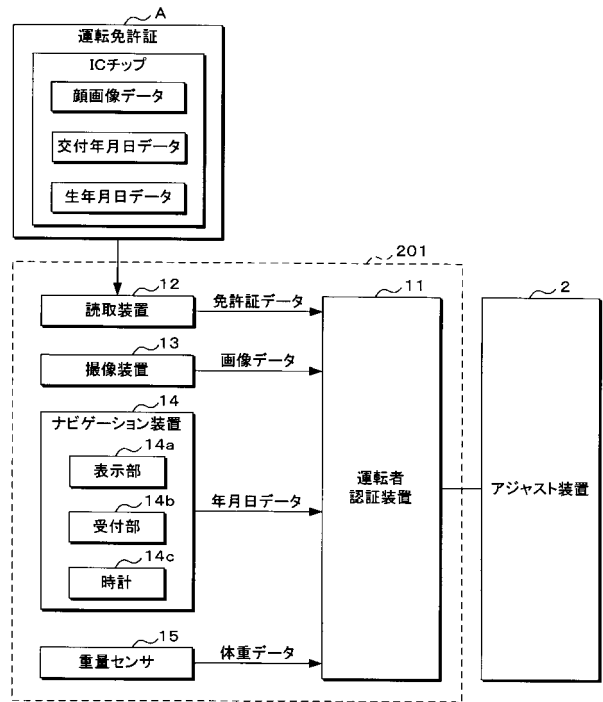 A
運転免許証
ICチップ
顔画像データ
交付年月日データ
生年月日データ
201
12
読取装置
免許証データ
11
2
13
撮像装置
画像データ
14
ナビゲーション装置
14a
表示部
14b
受付部
年月日データ
14c
時計
運転者
認証装置
アジャスト装置
15
重量センサ
体重データ